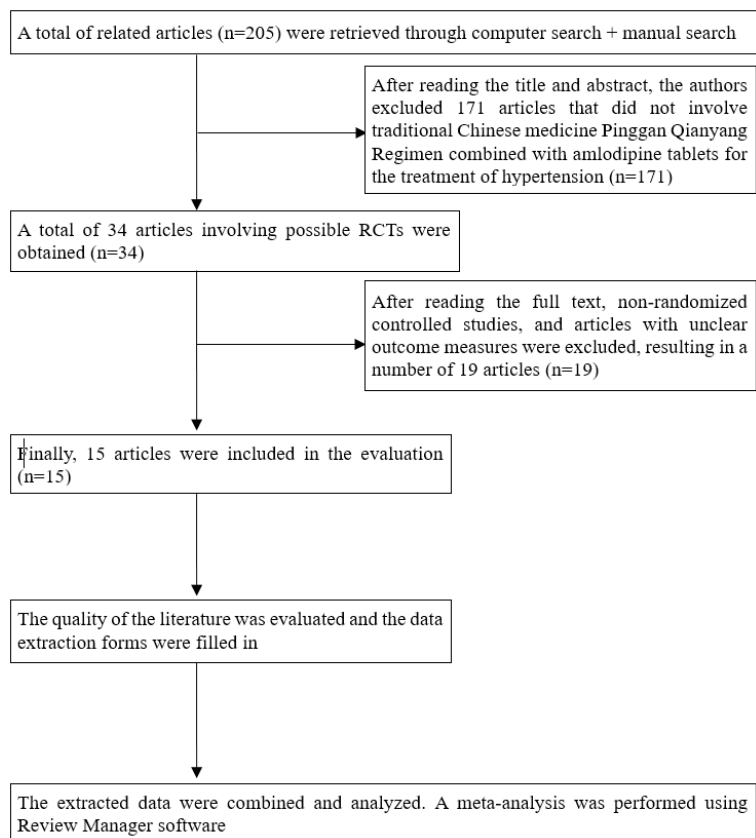 A total of related articles (n=205) were retrieved through computer search + manual search
After reading the title and abstract, the authors
excluded 171 articles that did not involve
traditional Chinese medicine Pinggan Qianyang
Regimen combined with amlodipine tablets for
the treatment of hypertension (n=171)
A total of 34 articles involving possible RCTs were
obtained (n=34)
After reading the full text, non-randomized
controlled studies, and articles with unclear
outcome measures were excluded, resulting in a
number of 19 articles (n=19)
Finally, 15 articles were included in the evaluation
(n=15)
The quality of the literature was evaluated and the data
extraction forms were filled in
The extracted data were combined and analyzed. A meta-analysis was performed using
Review Manager software